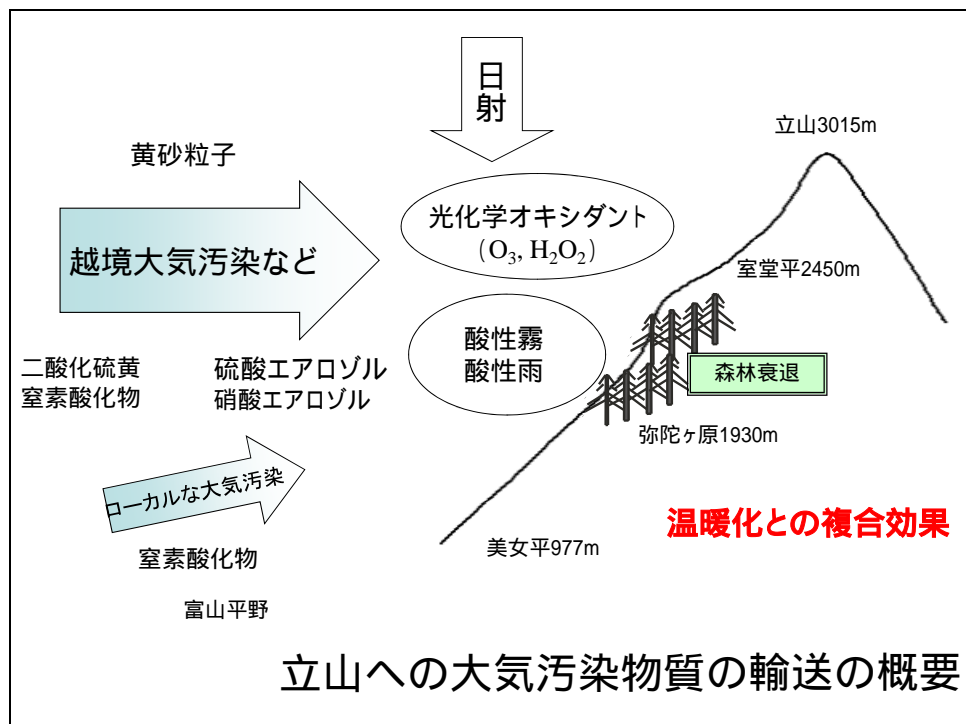 日射
立山3015m
黄砂粒子
光化学オキシダント
(O₃, H₂O₂)
越境大気汚染など
室堂平2450m
酸性霧
酸性雨
二酸化硫黄
窒素酸化物
硫酸エアロゾル
硝酸エアロゾル
森林衰退
弥陀ヶ原1930m
ローカルな大気汚染
温暖化との複合効果
美女平977m
窒素酸化物
富山平野
立山への大気汚染物質の輸送の概要